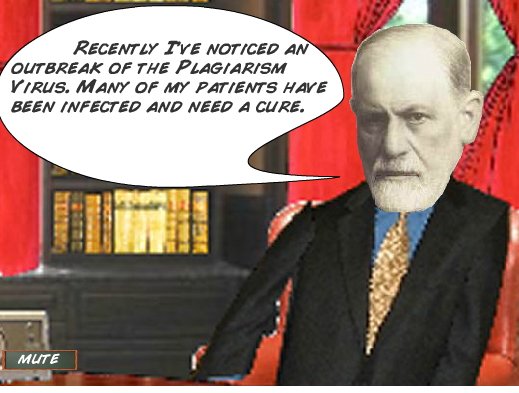 Recently I've noticed an
outbreak of the Plagiarism
Virus. Many of my patients have
been infected and need a cure.
MUTE